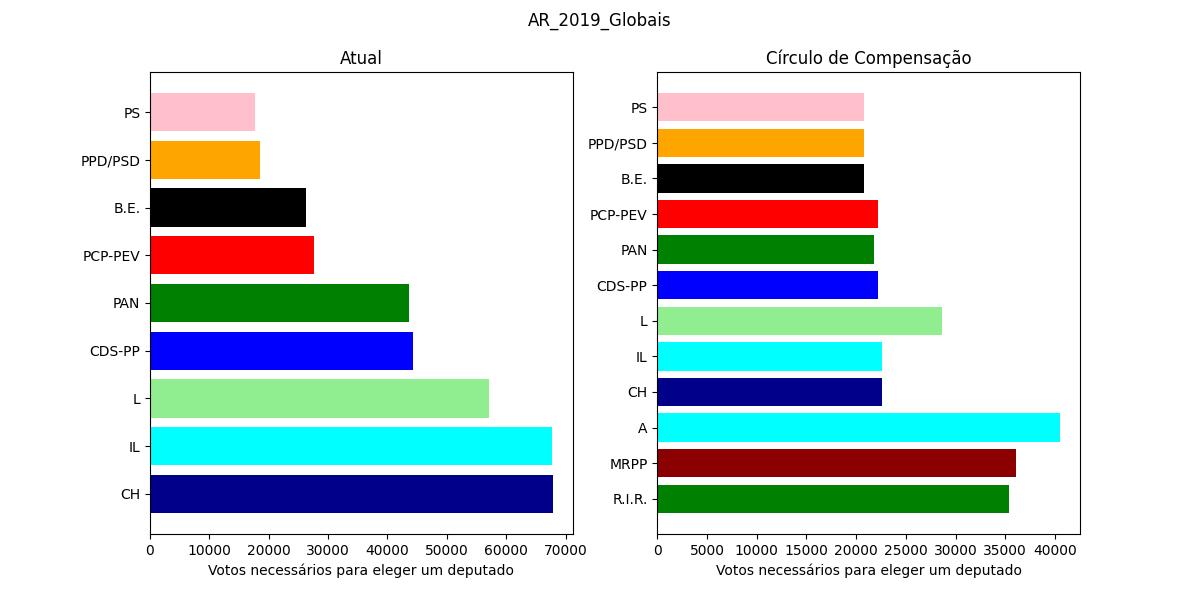 AR_2019_Globais
Atual
PS
PPD/PSD
B.E.
PCP-PEV
PAN
CDS-PP
L
IL
CH
0 10000 20000 30000 40000 50000 60000 70000
Votos necessários para eleger um deputado
Círculo de Compensação
PS
PPD/PSD
B.E.
PCP-PEV
PAN
CDS-PP
L
IL
CH
A
MRPP
R.I.R.
0 5000 10000 15000 20000 25000 30000 35000 40000
Votos necessários para eleger um deputado